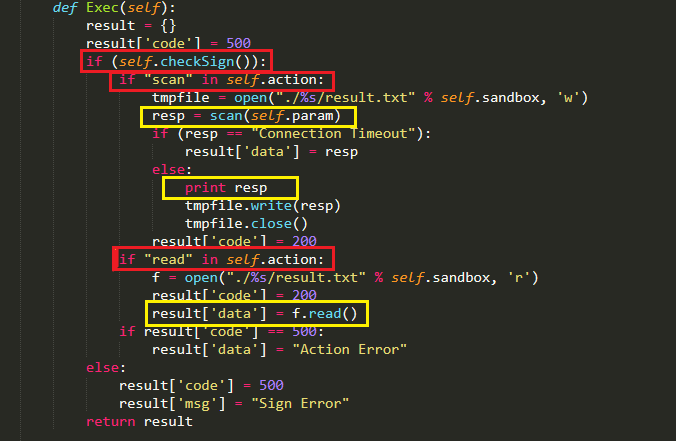 def Exec(self):
    result = {}
    result['code'] = 500
    if (self.checkSign()):
        if "scan" in self.action:
            tmpfile = open("./%s/result.txt" % self.sandbox, 'w')
            resp = scan(self.param)
            if (resp == "Connection Timeout"):
                result['data'] = resp
            else:
                print resp
                tmpfile.write(resp)
                tmpfile.close()
            result['code'] = 200
        if "read" in self.action:
            f = open("./%s/result.txt" % self.sandbox, 'r')
            result['code'] = 200
            result['data'] = f.read()
        if result['code'] == 500:
            result['data'] = "Action Error"
    else:
        result['code'] = 500
        result['msg'] = "Sign Error"
    return result